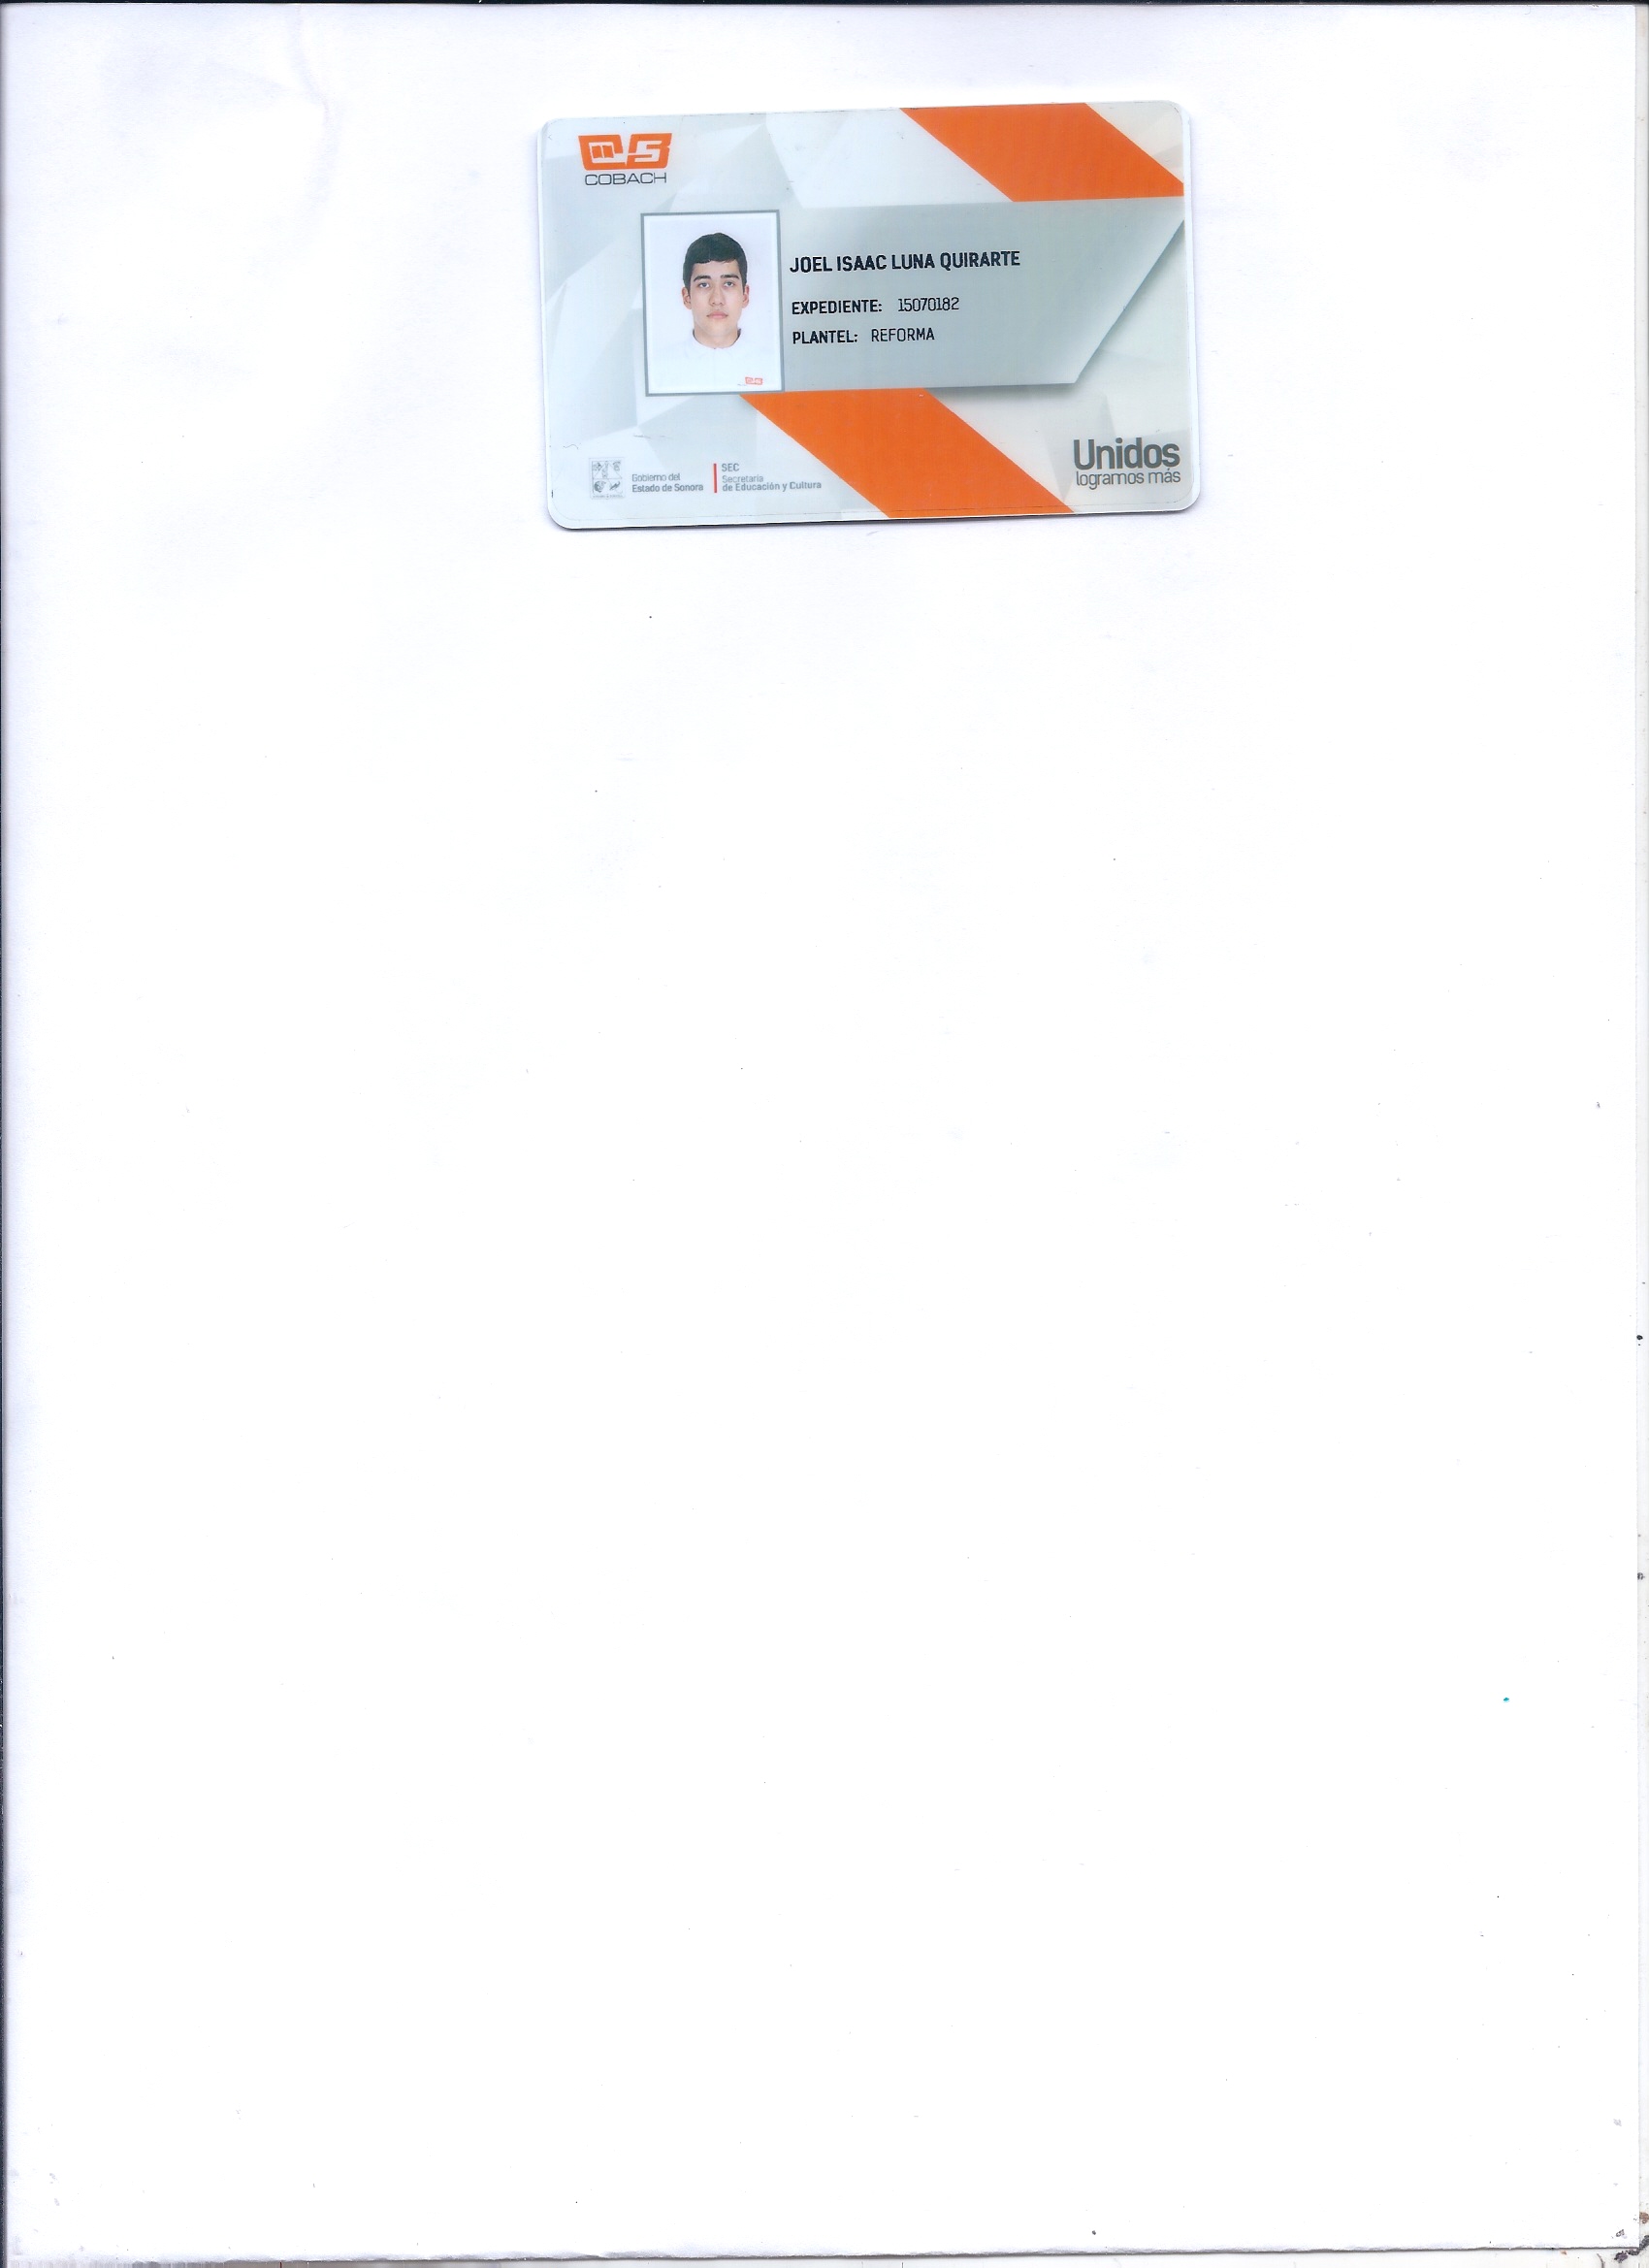 COBACH
JOEL ISAAC LUNA QUIRARTE
EXPEDIENTE: 15070182
PLANTEL: REFORMA
Unidos
logramos más
Gobierno del
Estado de Sonora
SEC
Secretaría
de Educación y Cultura